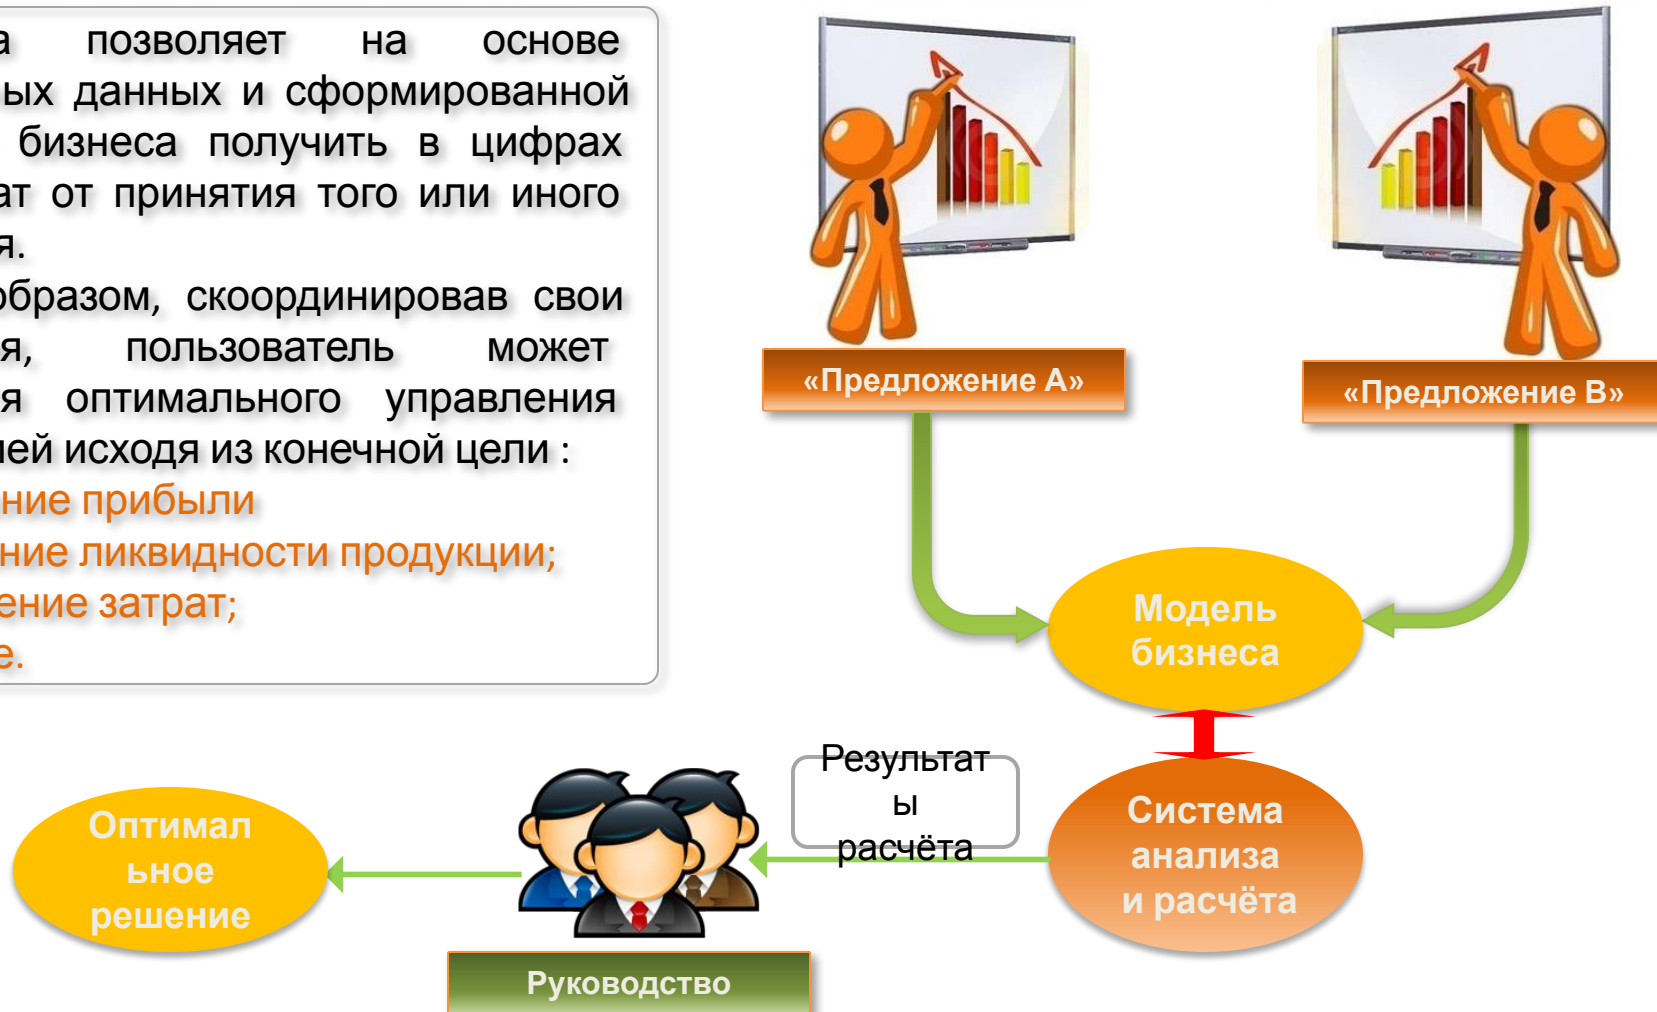 а позволяет на основе
ых данных и сформированной
бизнеса получить в цифрах
ат от принятия того или иного
я.
образом, скоординировав свои
я, пользователь может
я оптимального управления
ией исходя из конечной цели :
ние прибыли
ние ликвидности продукции;
ение затрат;
е.
«Предложение А»
«Предложение В»
Модель
бизнеса
Результат
ы
расчёта
Система
анализа
и расчёта
Оптимал
ьное
решение
Руководство